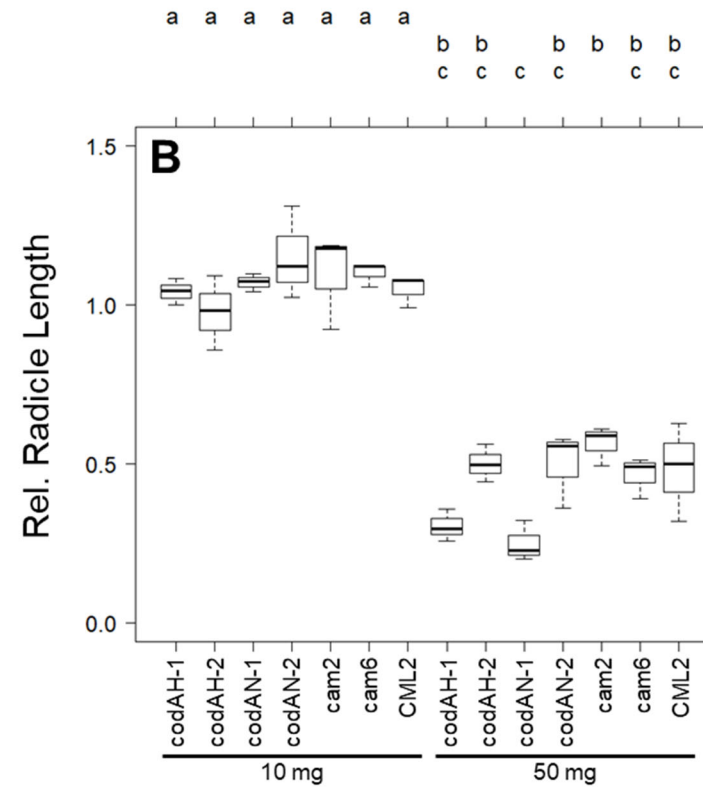 a a a a a a a
b b b b b b
c c c c c c
B
Rel. Radicle Length
1.5
1.0
0.5
0.0
codAH-1 codAH-2 codAN-1 codAN-2 cam2 cam6 CML2 codAH-1 codAH-2 codAN-1 codAN-2 cam2 cam6 CML2
10 mg 50 mg